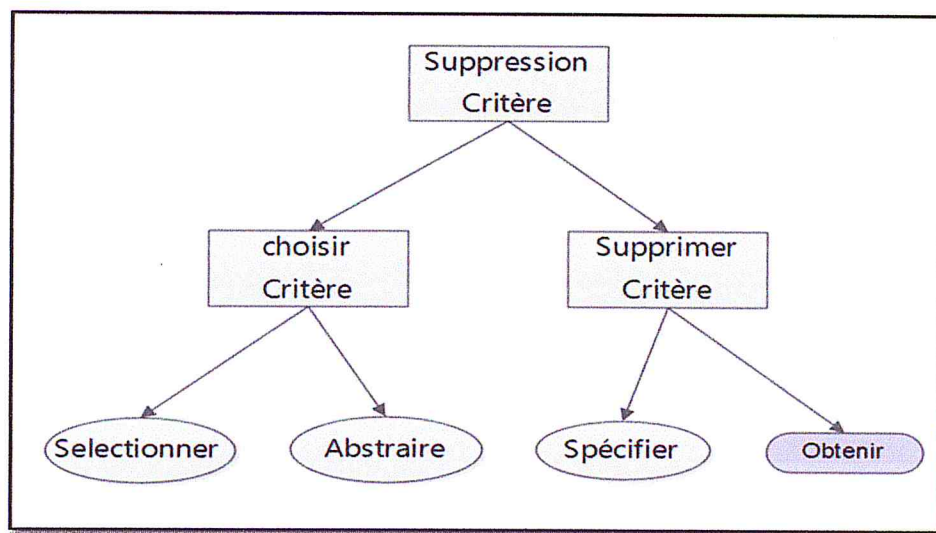 Suppression
Critère
choisir
Critère
Supprimer
Critère
Selectionner
Abstraire
Spécifier
Obtenir